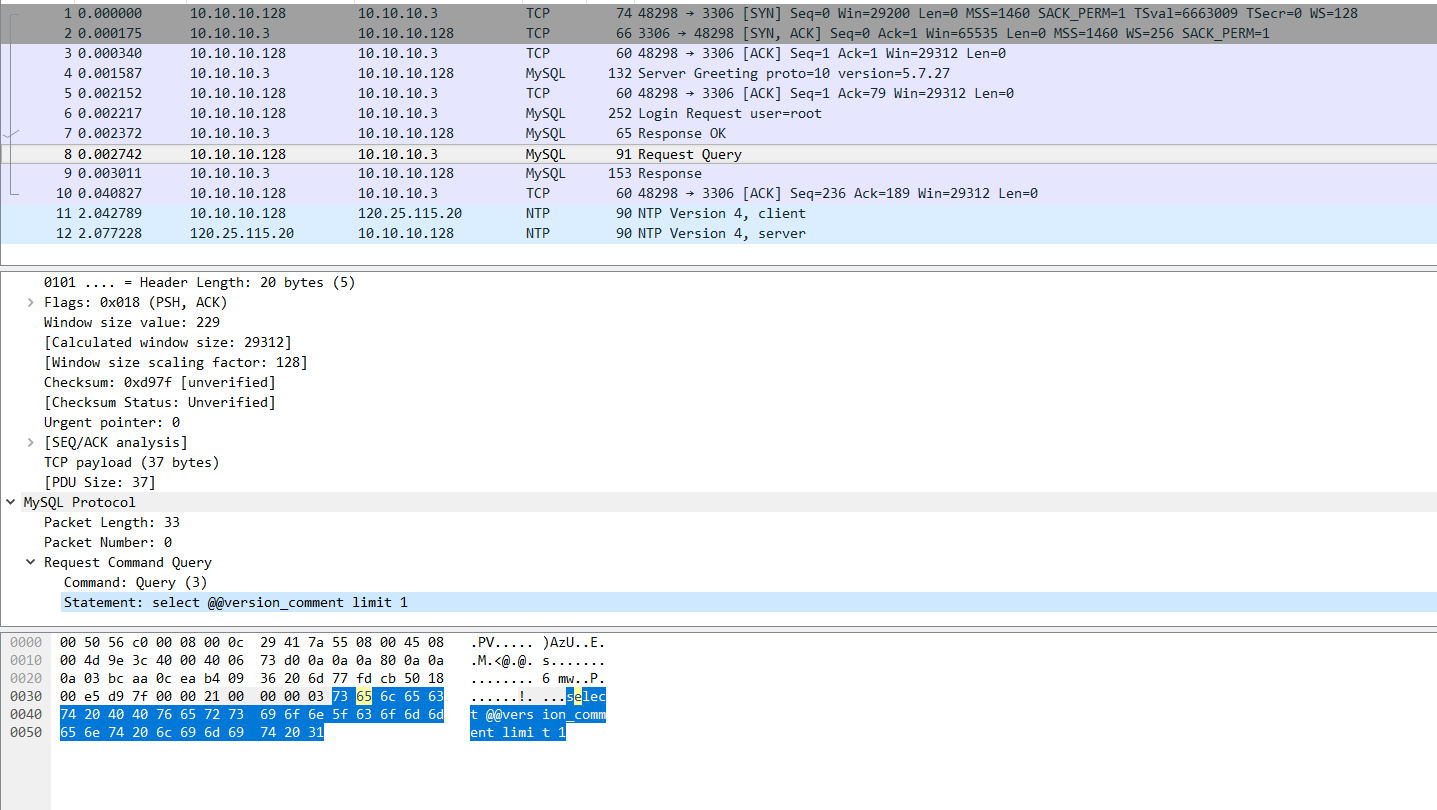 1 0.000000 10.10.10.128 10.10.10.3 TCP 74 48298 → 3306 [SYN] Seq=0 Win=29200 Len=0 MSS=1460 SACK_PERM=1 TSval=6663009 TSecr=0 WS=128
2 0.000175 10.10.10.3 10.10.10.128 TCP 66 3306 → 48298 [SYN, ACK] Seq=0 Ack=1 Win=65535 Len=0 MSS=1460 WS=256 SACK_PERM=1
3 0.000340 10.10.10.128 10.10.10.3 TCP 60 48298 → 3306 [ACK] Seq=1 Ack=1 Win=29312 Len=0
4 0.001587 10.10.10.3 10.10.10.128 MySQL 132 Server Greeting proto=10 version=5.7.27
5 0.002152 10.10.10.128 10.10.10.3 TCP 60 48298 → 3306 [ACK] Seq=1 Ack=79 Win=29312 Len=0
6 0.002217 10.10.10.128 10.10.10.3 MySQL 252 Login Request user=root
7 0.002372 10.10.10.3 10.10.10.128 MySQL 65 Response OK
8 0.002742 10.10.10.128 10.10.10.3 MySQL 91 Request Query
9 0.003011 10.10.10.3 10.10.10.128 MySQL 153 Response
10 0.040827 10.10.10.128 10.10.10.3 TCP 60 48298 → 3306 [ACK] Seq=236 Ack=189 Win=29312 Len=0
11 2.042789 10.10.10.128 120.25.115.20 NTP 90 NTP Version 4, client
12 2.077228 120.25.115.20 10.10.10.128 NTP 90 NTP Version 4, server
0101 .... = Header Length: 20 bytes (5)
Flags: 0x018 (PSH, ACK)
Window size value: 229
[Calculated window size: 29312]
[Window size scaling factor: 128]
Checksum: 0xd97f [unverified]
[Checksum Status: Unverified]
Urgent pointer: 0
[SEQ/ACK analysis]
TCP payload (37 bytes)
[PDU Size: 37]
MySQL Protocol
Packet Length: 33
Packet Number: 0
Request Command Query
Command: Query (3)
Statement: select @@version_comment limit 1
0000 00 50 56 c0 00 08 00 0c 29 41 7a 55 08 00 45 08 .PV..... )AzU..E.
0010 00 4d 9e 3c 40 00 40 06 73 d0 0a 0a 0a 80 0a 0a .M.<@.@. s.......
0020 0a 03 bc aa 0c ea b4 09 36 20 6d 77 fd cb 50 18 ........ 6 mw..P.
0030 00 e5 d9 7f 00 00 21 00 00 00 03 73 65 6c 65 63 ......!. ...selec
0040 74 20 40 40 76 65 72 73 69 6f 6e 5f 63 6f 6d 6d t @@vers ion_comm
0050 65 6e 74 20 6c 69 6d 69 74 20 31 ent limi t 1